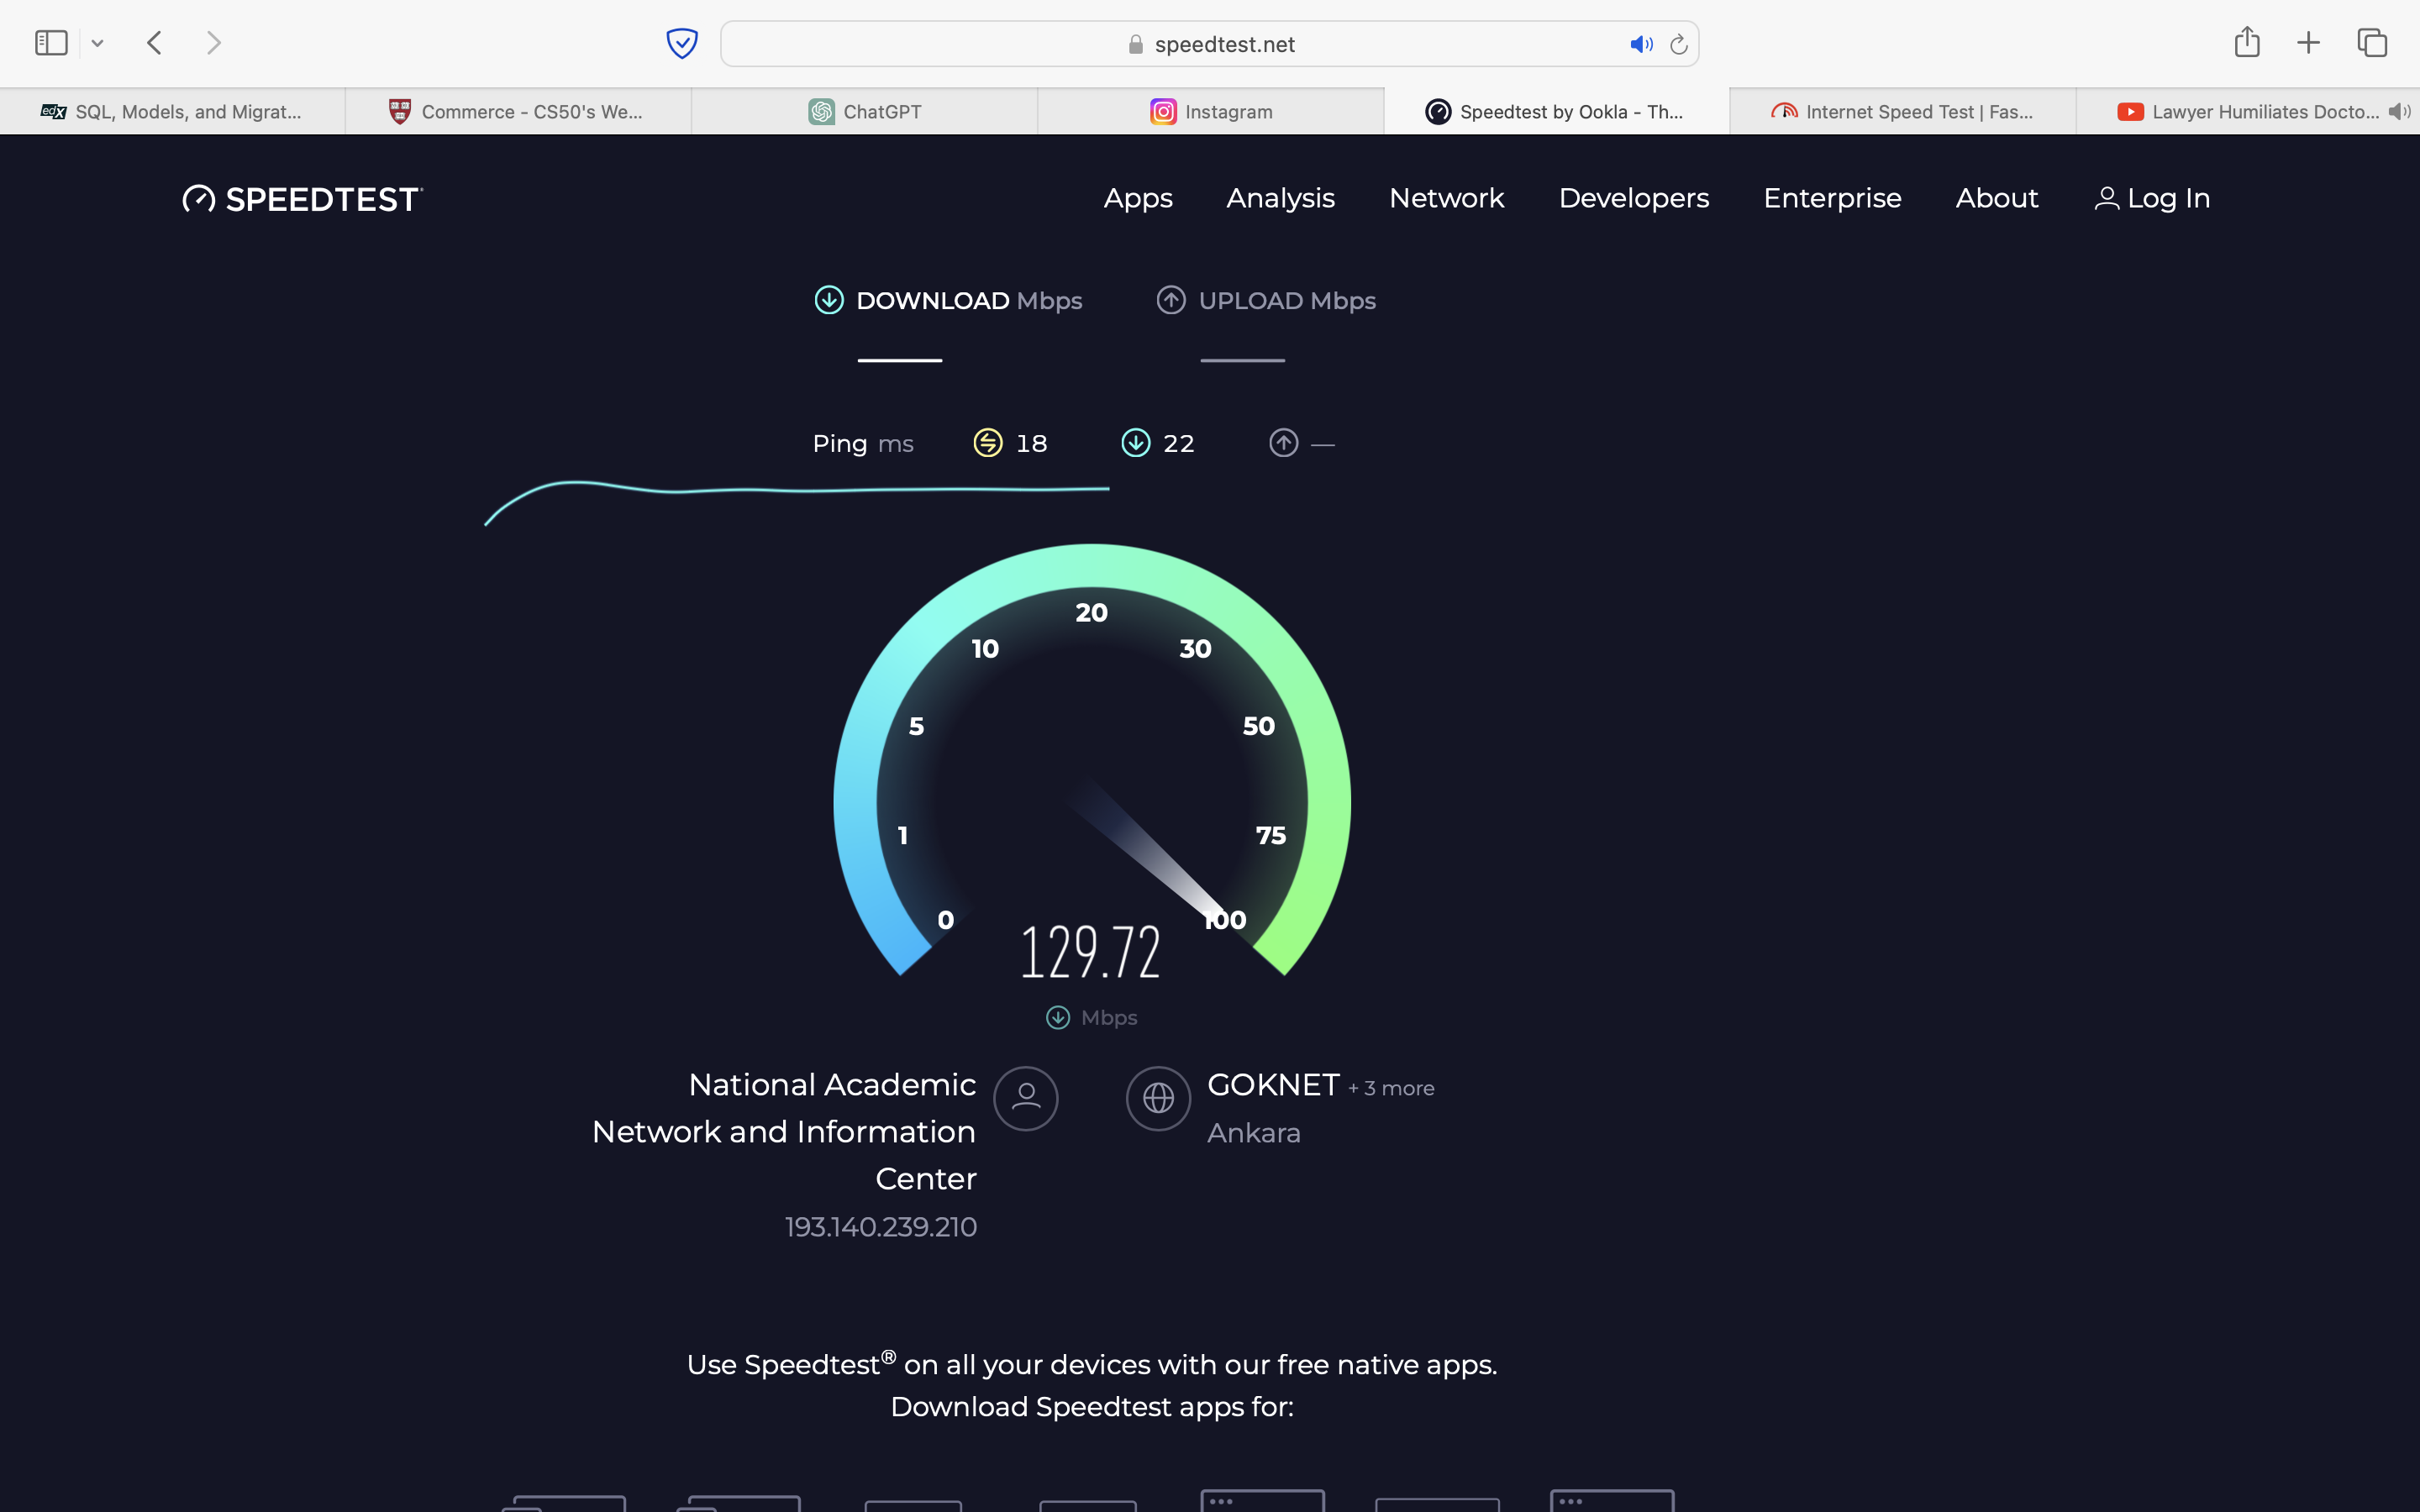 speedtest.net
edX SQL, Models, and Migrat...
Commerce - CS50's We...
ChatGPT
Instagram
Speedtest by Ookla - Th...
Internet Speed Test | Fas...
Lawyer Humiliates Docto...
SPEEDTEST
Apps Analysis Network Developers Enterprise About Log In
DOWNLOAD Mbps UPLOAD Mbps
Ping ms 18 22 —
0
1
5
10
20
30
50
75
100
129.72
Mbps
National Academic
Network and Information
Center
193.140.239.210
GOKNET + 3 more
Ankara
Use Speedtest® on all your devices with our free native apps.
Download Speedtest apps for: